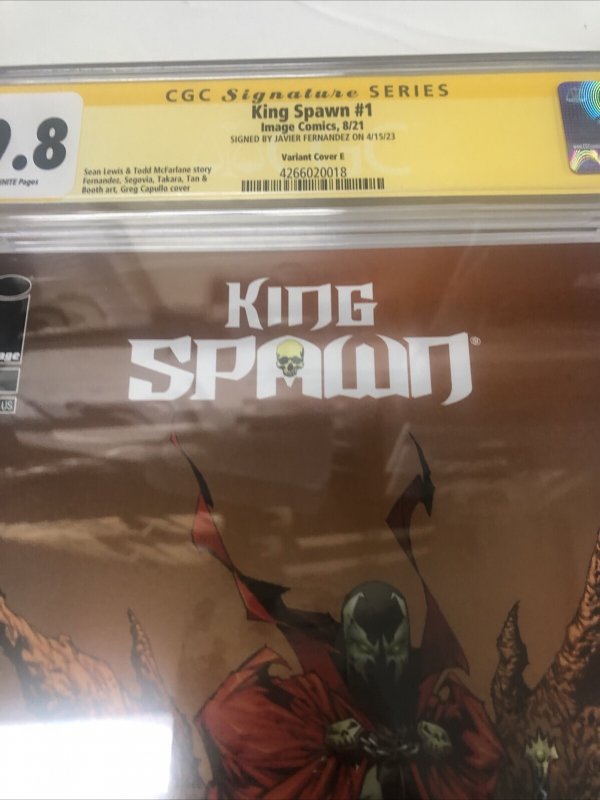 CGC Signature SERIES
King Spawn #1
Image Comics, 8/21
SIGNED BY JAVIER FERNANDEZ ON 4/15/23
Variant Cover E
4266020018
9.8
Pages
Sean Lewis & Todd McFarlane story
Fernandez, Segovia, Takara, Tan &
Booth art, Greg Capullo cover
KING
SPAWN®
US